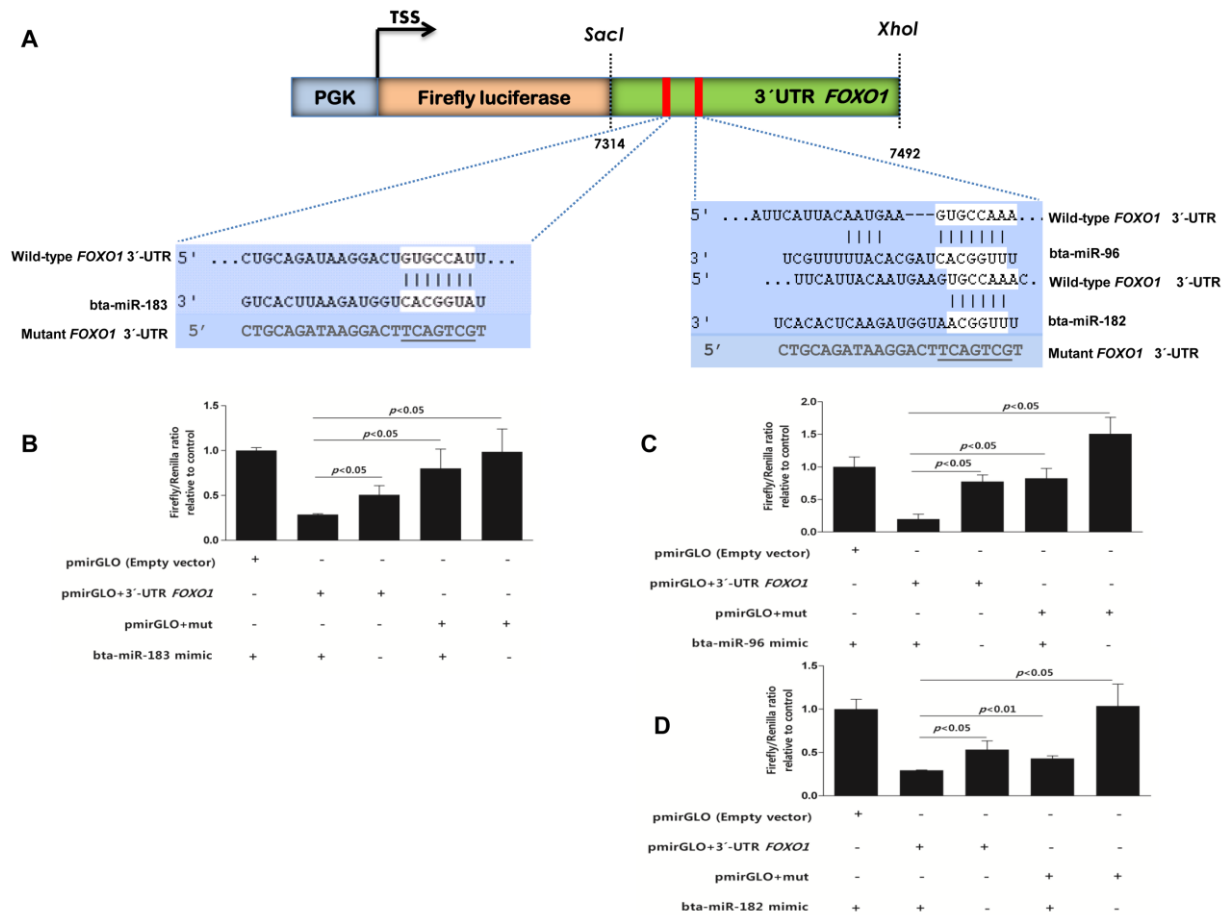 A
TSS
SacI
XhoI
PGK
Firefly luciferase
3´UTR FOXO1
7314
7492
Wild-type FOXO1 3´-UTR 5' ...CUGCAGAUAAGGACUGUGCCAUU...
bta-miR-183 3' GUCACUUAAGAUGGUCACGGUAU
Mutant FOXO1 3´-UTR 5′ CTGCAGATAAGGACTTCAGTCGT
5' ...AUUCAUUACAAUGAA---GUGCCAAA... Wild-type FOXO1 3´-UTR
3' UCGUUUUUACACGAUCACGGUUU bta-miR-96
...UUCAUUACAAUGAAGUGCCAAAC. Wild-type FOXO1 3´-UTR
3' UCACACUCAAGAUGGUAACGGUUU bta-miR-182
5′ CTGCAGATAAGGACTTCAGTCGT Mutant FOXO1 3´-UTR
B
Firefly/Renilla ratio
relative to control
1.5
1.0
0.5
0.0
p<0.05
p<0.05
p<0.05
pmirGLO (Empty vector) + - - - -
pmirGLO+3´-UTR FOXO1 - + + - -
pmirGLO+mut - - - + +
bta-miR-183 mimic + + - + -
C
Firefly/Renilla ratio
relative to control
2.0
1.5
1.0
0.5
0.0
p<0.05
p<0.05
p<0.05
pmirGLO (Empty vector) + - - - -
pmirGLO+3´-UTR FOXO1 - + + - -
pmirGLO+mut - - - + +
bta-miR-96 mimic + + - + -
D
Firefly/Renilla ratio
relative to control
1.5
1.0
0.5
0.0
p<0.05
p<0.01
p<0.05
pmirGLO (Empty vector) + - - - -
pmirGLO+3´-UTR FOXO1 - + + - -
pmirGLO+mut - - - + +
bta-miR-182 mimic + + - + -